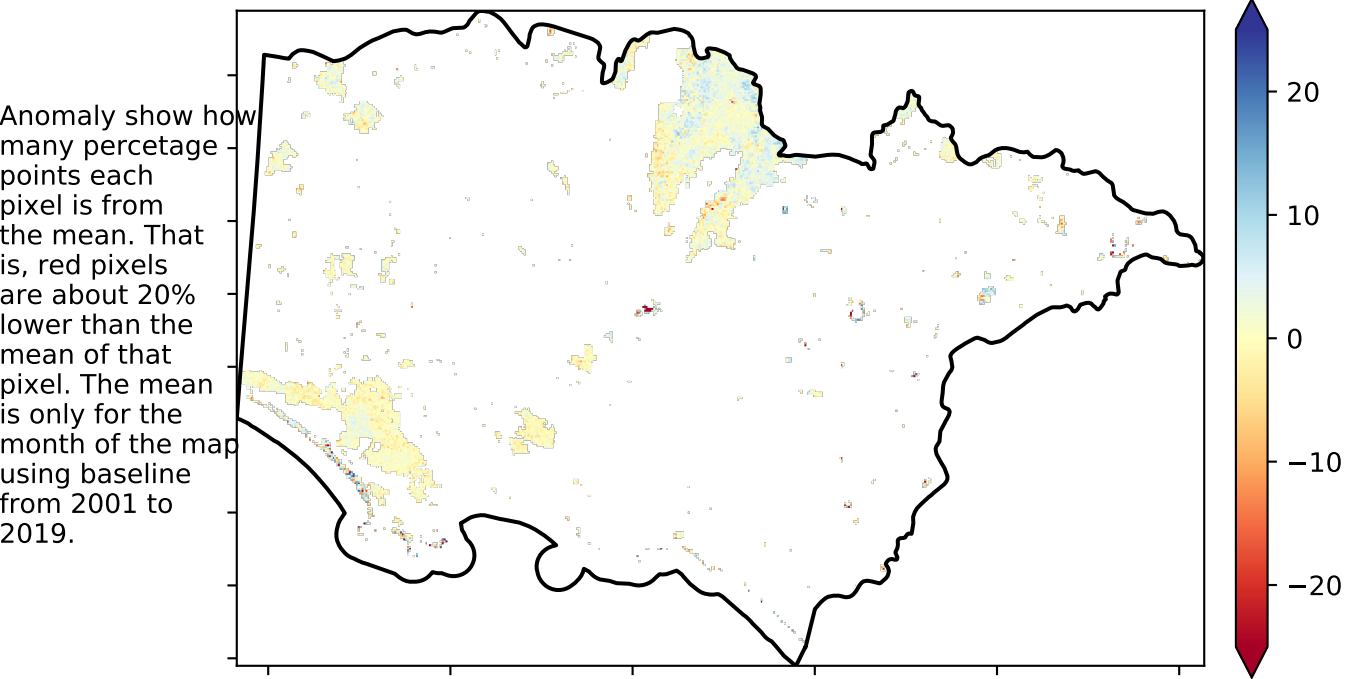 Anomaly show how
many percetage
points each
pixel is from
the mean. That
is, red pixels
are about 20%
lower than the
mean of that
pixel. The mean
is only for the
month of the map
using baseline
from 2001 to
2019.
20
10
0
−10
−20